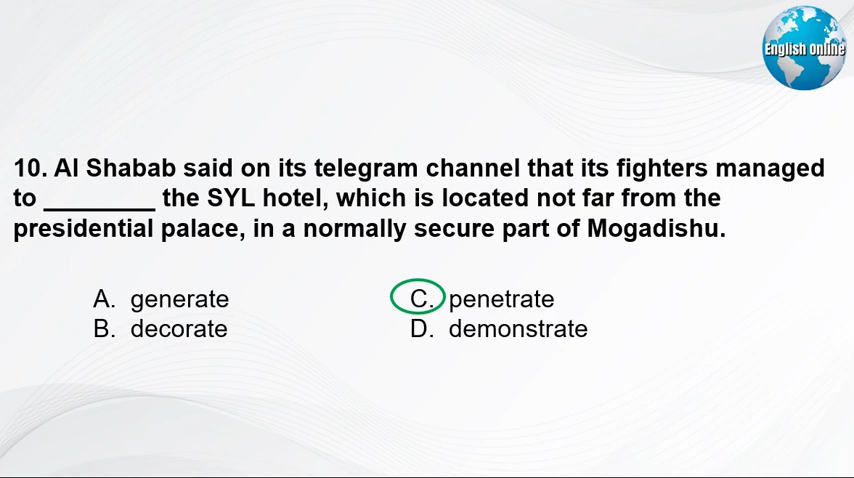 English Online
10. Al Shabab said on its telegram channel that its fighters managed
to ________ the SYL hotel, which is located not far from the
presidential palace, in a normally secure part of Mogadishu.
A. generate
B. decorate
C. penetrate
D. demonstrate